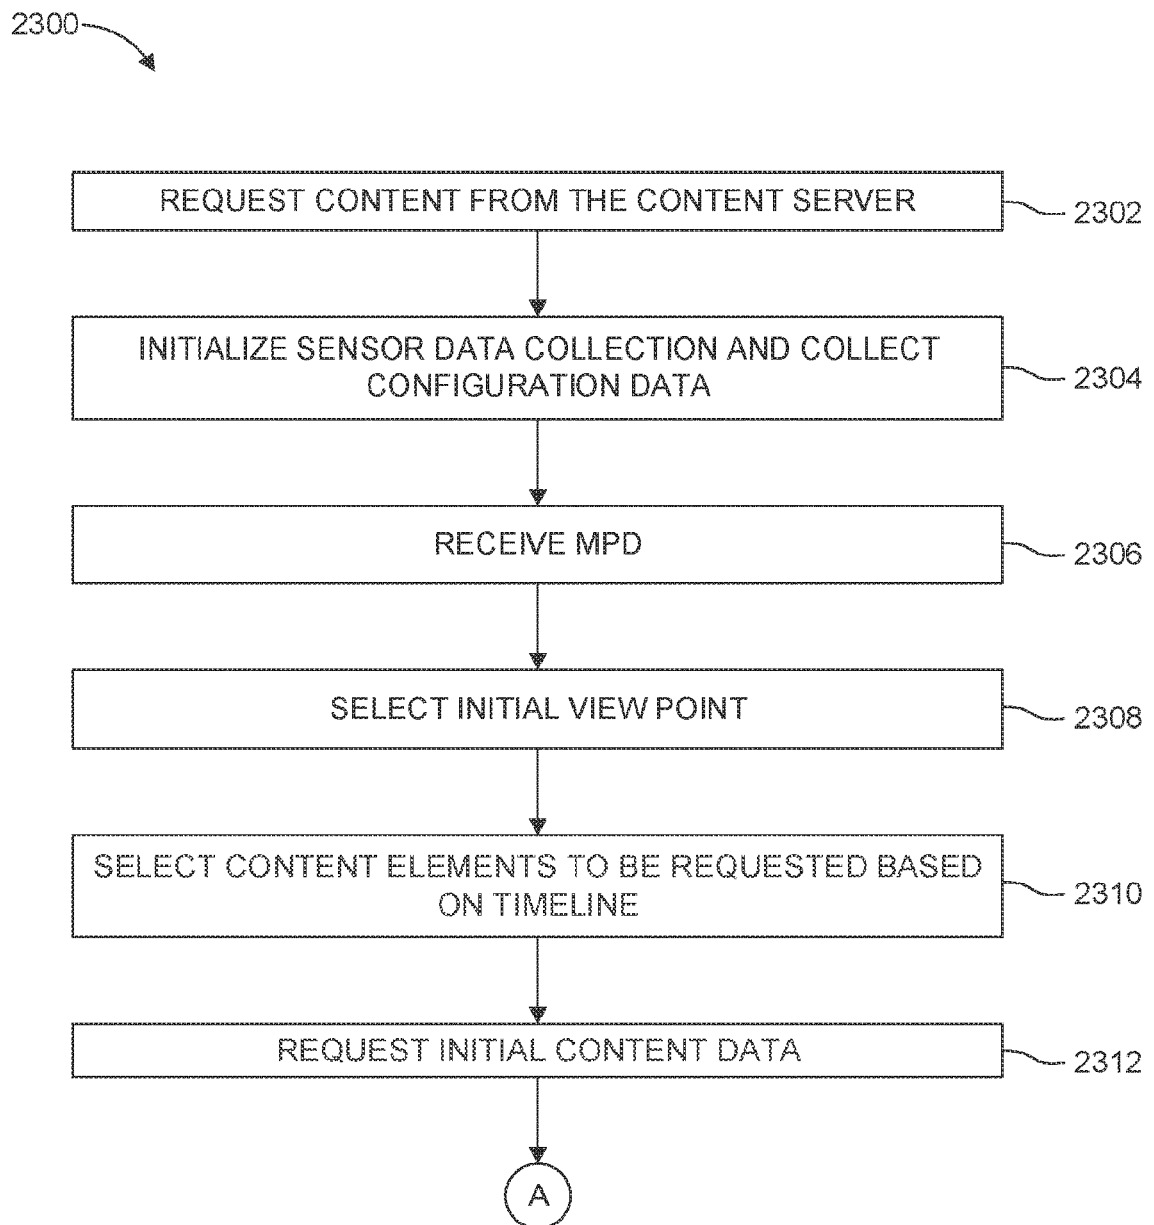 2300
REQUEST CONTENT FROM THE CONTENT SERVER
2302
INITIALIZE SENSOR DATA COLLECTION AND COLLECT
CONFIGURATION DATA
2304
RECEIVE MPD
2306
SELECT INITIAL VIEW POINT
2308
SELECT CONTENT ELEMENTS TO BE REQUESTED BASED
ON TIMELINE
2310
REQUEST INITIAL CONTENT DATA
2312
A